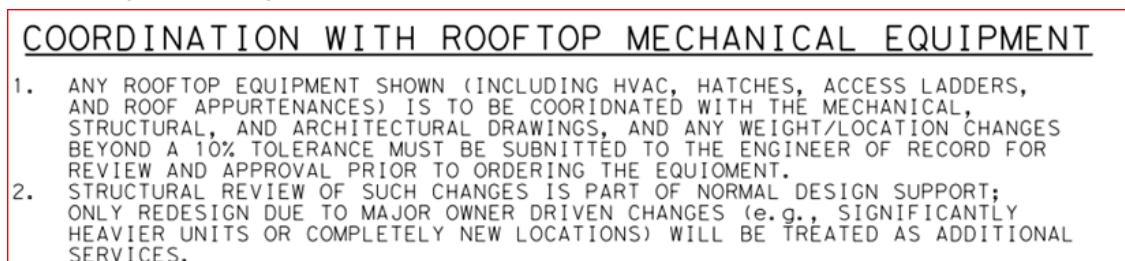 COORDINATION WITH ROOFTOP MECHANICAL EQUIPMENT
1. ANY ROOFTOP EQUIPMENT SHOWN (INCLUDING HVAC, HATCHES, ACCESS LADDERS,
AND ROOF APPURTENANCES) IS TO BE COORIDNATED WITH THE MECHANICAL,
STRUCTURAL, AND ARCHITECTURAL DRAWINGS, AND ANY WEIGHT/LOCATION CHANGES
BEYOND A 10% TOLERANCE MUST BE SUBNITTED TO THE ENGINEER OF RECORD FOR
REVIEW AND APPROVAL PRIOR TO ORDERING THE EQUIOMENT.
2. STRUCTURAL REVIEW OF SUCH CHANGES IS PART OF NORMAL DESIGN SUPPORT;
ONLY REDESIGN DUE TO MAJOR OWNER DRIVEN CHANGES (e.g., SIGNIFICANTLY
HEAVIER UNITS OR COMPLETELY NEW LOCATIONS) WILL BE TREATED AS ADDITIONAL
SERVICES.